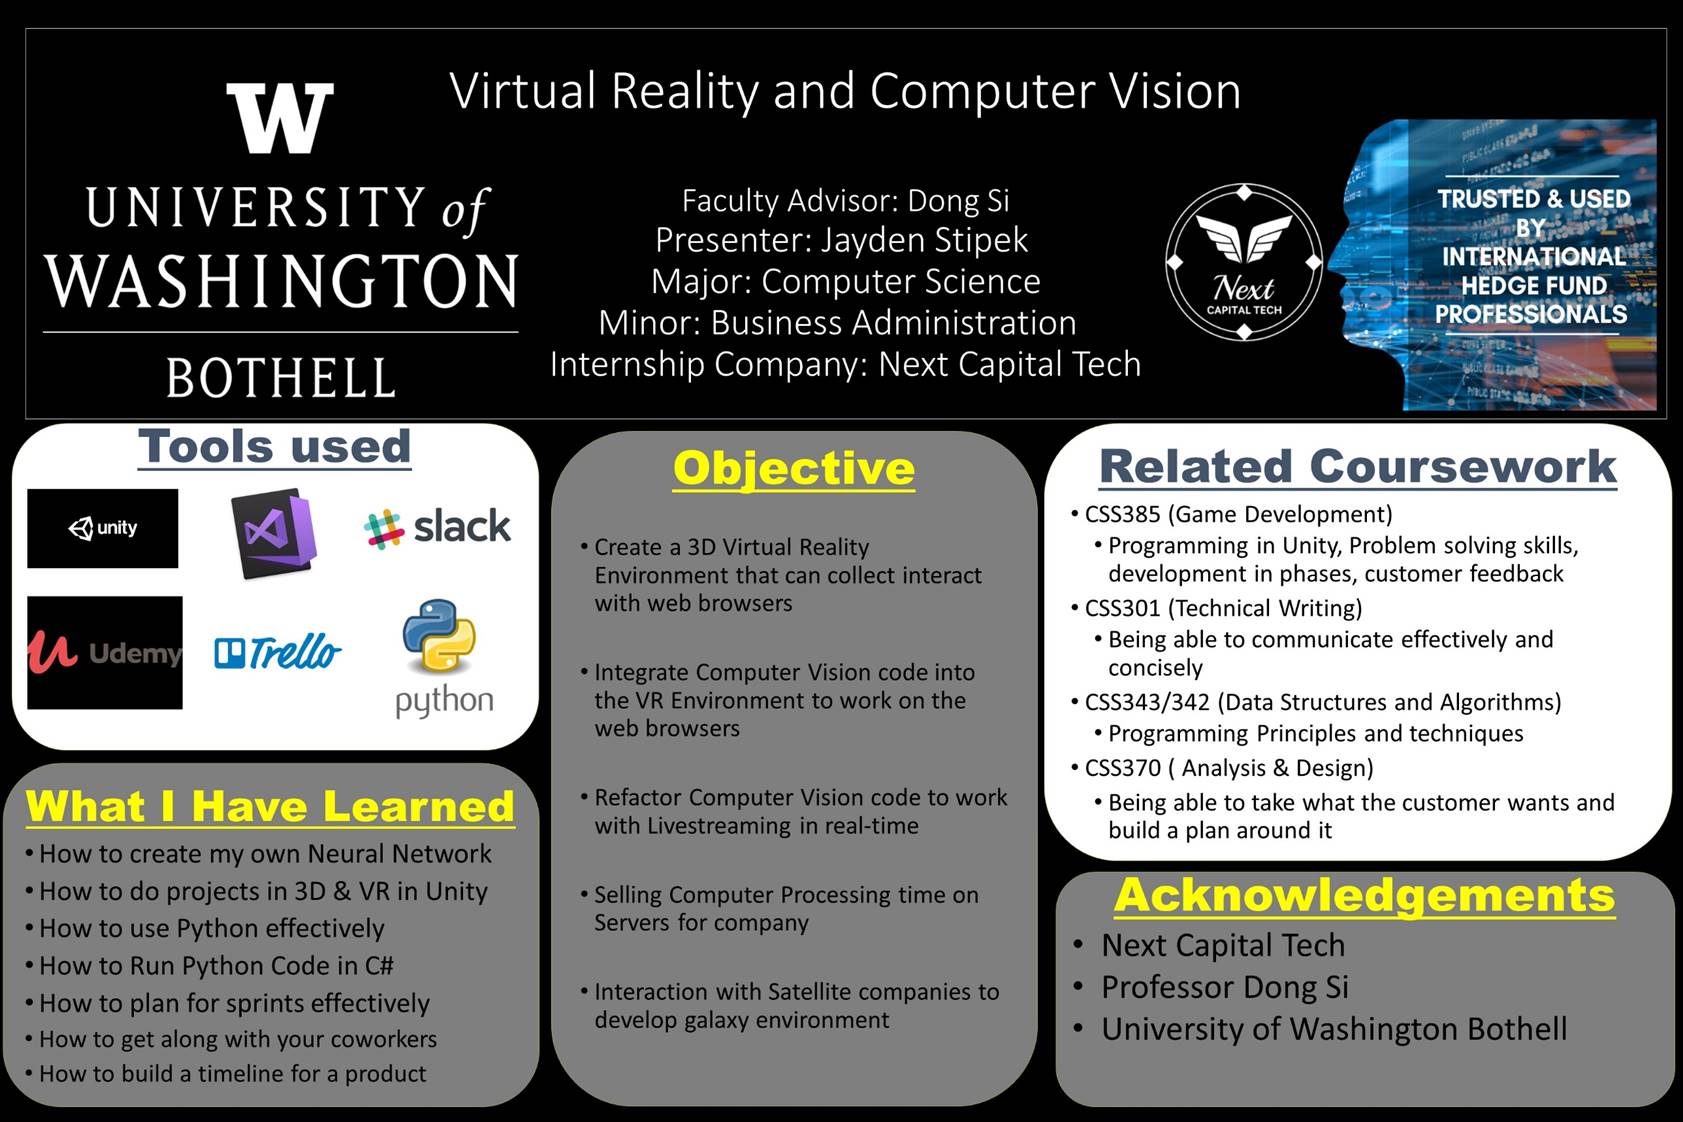 Virtual Reality and Computer Vision
W
UNIVERSITY of
WASHINGTON
BOTHELL
Faculty Advisor: Dong Si
Presenter: Jayden Stipek
Major: Computer Science
Minor: Business Administration
Internship Company: Next Capital Tech
Next
CAPITAL TECH
TRUSTED & USED
BY
INTERNATIONAL
HEDGE FUND
PROFESSIONALS
Tools used
unity
slack
Udemy
Trello
python
What I Have Learned
• How to create my own Neural Network
• How to do projects in 3D & VR in Unity
• How to use Python effectively
• How to Run Python Code in C#
• How to plan for sprints effectively
• How to get along with your coworkers
• How to build a timeline for a product
Objective
• Create a 3D Virtual Reality
Environment that can collect interact
with web browsers
• Integrate Computer Vision code into
the VR Environment to work on the
web browsers
• Refactor Computer Vision code to work
with Livestreaming in real-time
• Selling Computer Processing time on
Servers for company
• Interaction with Satellite companies to
develop galaxy environment
Related Coursework
• CSS385 (Game Development)
• Programming in Unity, Problem solving skills,
development in phases, customer feedback
• CSS301 (Technical Writing)
• Being able to communicate effectively and
concisely
• CSS343/342 (Data Structures and Algorithms)
• Programming Principles and techniques
• CSS370 ( Analysis & Design)
• Being able to take what the customer wants and
build a plan around it
Acknowledgements
• Next Capital Tech
• Professor Dong Si
• University of Washington Bothell